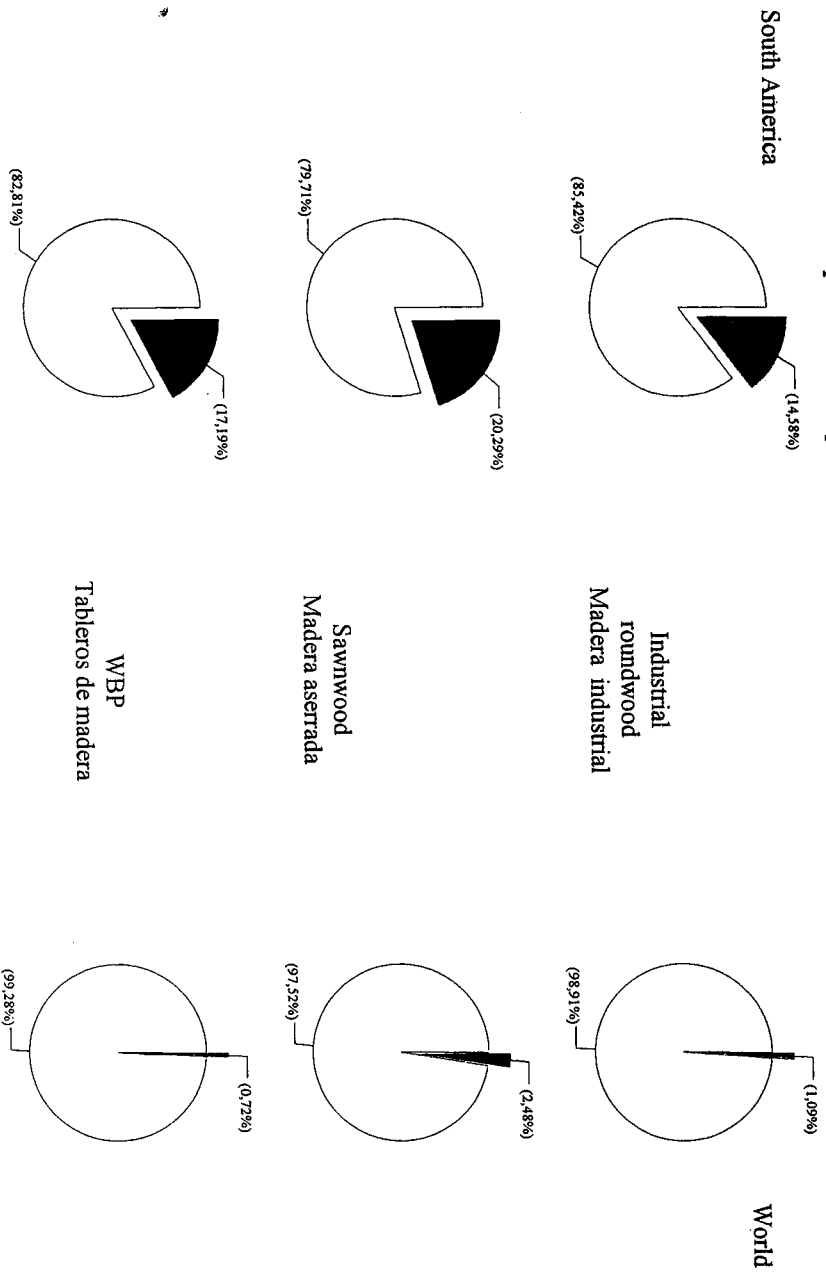 South America
World
(85,42%)
(14,58%)
Industrial
roundwood
Madera industrial
(98,91%)
(1,09%)
(79,71%)
(20,29%)
Sawnwood
Madera aserrada
(97,52%)
(2,48%)
(82,81%)
(17,19%)
WBP
Tableros de madera
(99,28%)
(0,72%)